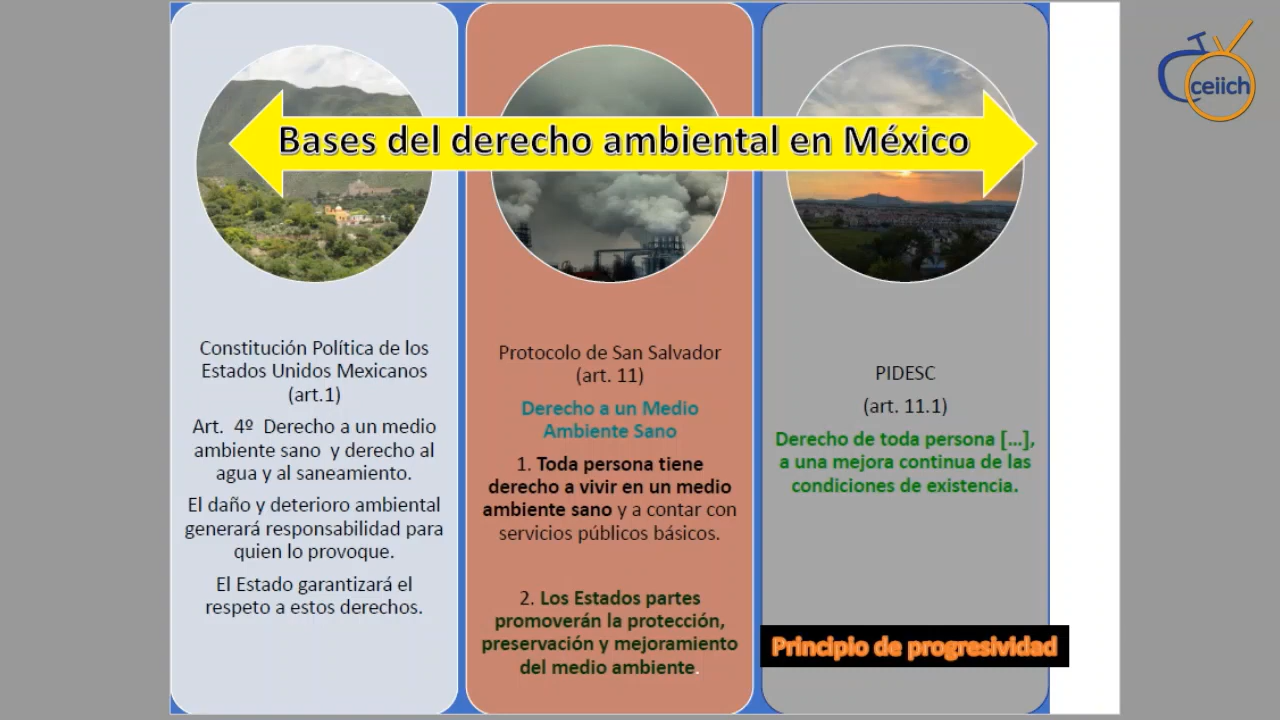 Bases del derecho ambiental en México
ceiich
Constitución Política de los
Estados Unidos Mexicanos
(art.1)
Art. 4º Derecho a un medio
ambiente sano y derecho al
agua y al saneamiento.
El daño y deterioro ambiental
generará responsabilidad para
quien lo provoque.
El Estado garantizará el
respeto a estos derechos.
Protocolo de San Salvador
(art. 11)
Derecho a un Medio
Ambiente Sano
1. Toda persona tiene
derecho a vivir en un medio
ambiente sano y a contar con
servicios públicos básicos.
2. Los Estados partes
promoverán la protección,
preservación y mejoramiento
del medio ambiente.
PIDESC
(art. 11.1)
Derecho de toda persona [...],
a una mejora continua de las
condiciones de existencia.
Principio de progresividad